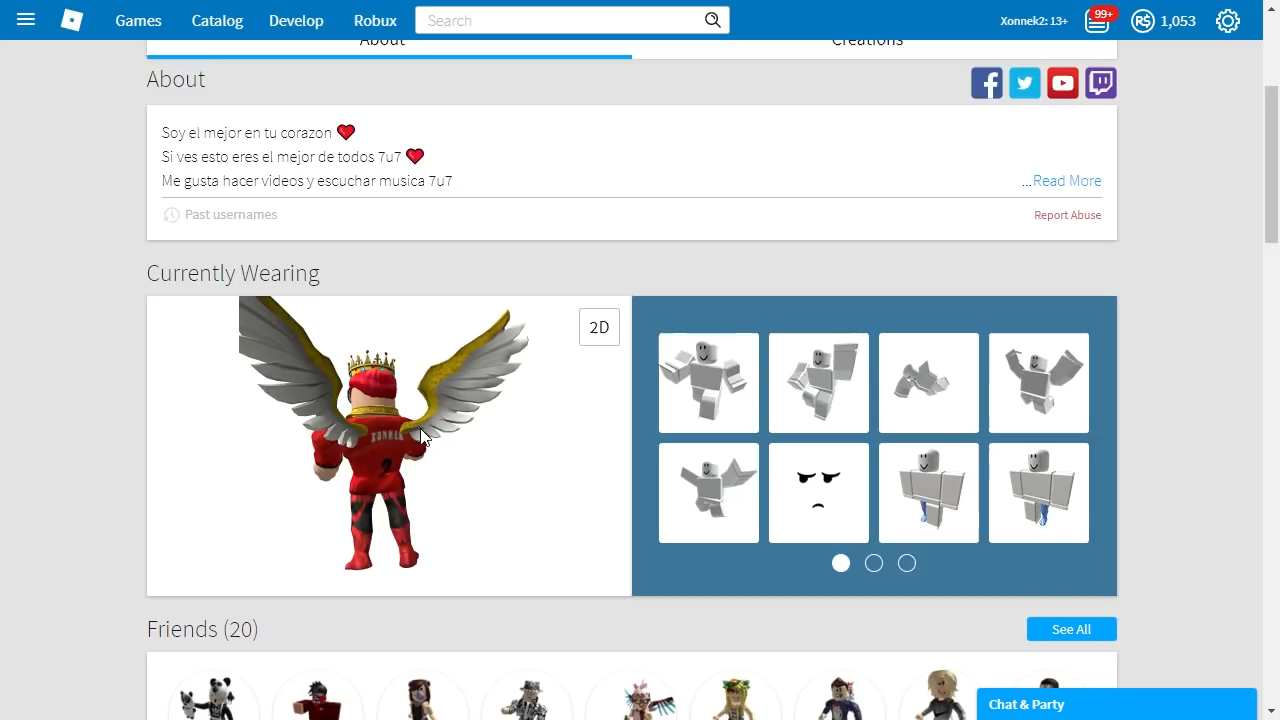 Games Catalog Develop Robux Search Xonnek2: 13+ 99+ R$ 1,053
About Creations
About
Soy el mejor en tu corazon ❤
Si ves esto eres el mejor de todos 7u7 ❤
Me gusta hacer videos y escuchar musica 7u7 ...Read More
Past usernames Report Abuse
Currently Wearing
2D
XONNEK
2
Friends (20) See All
Chat & Party